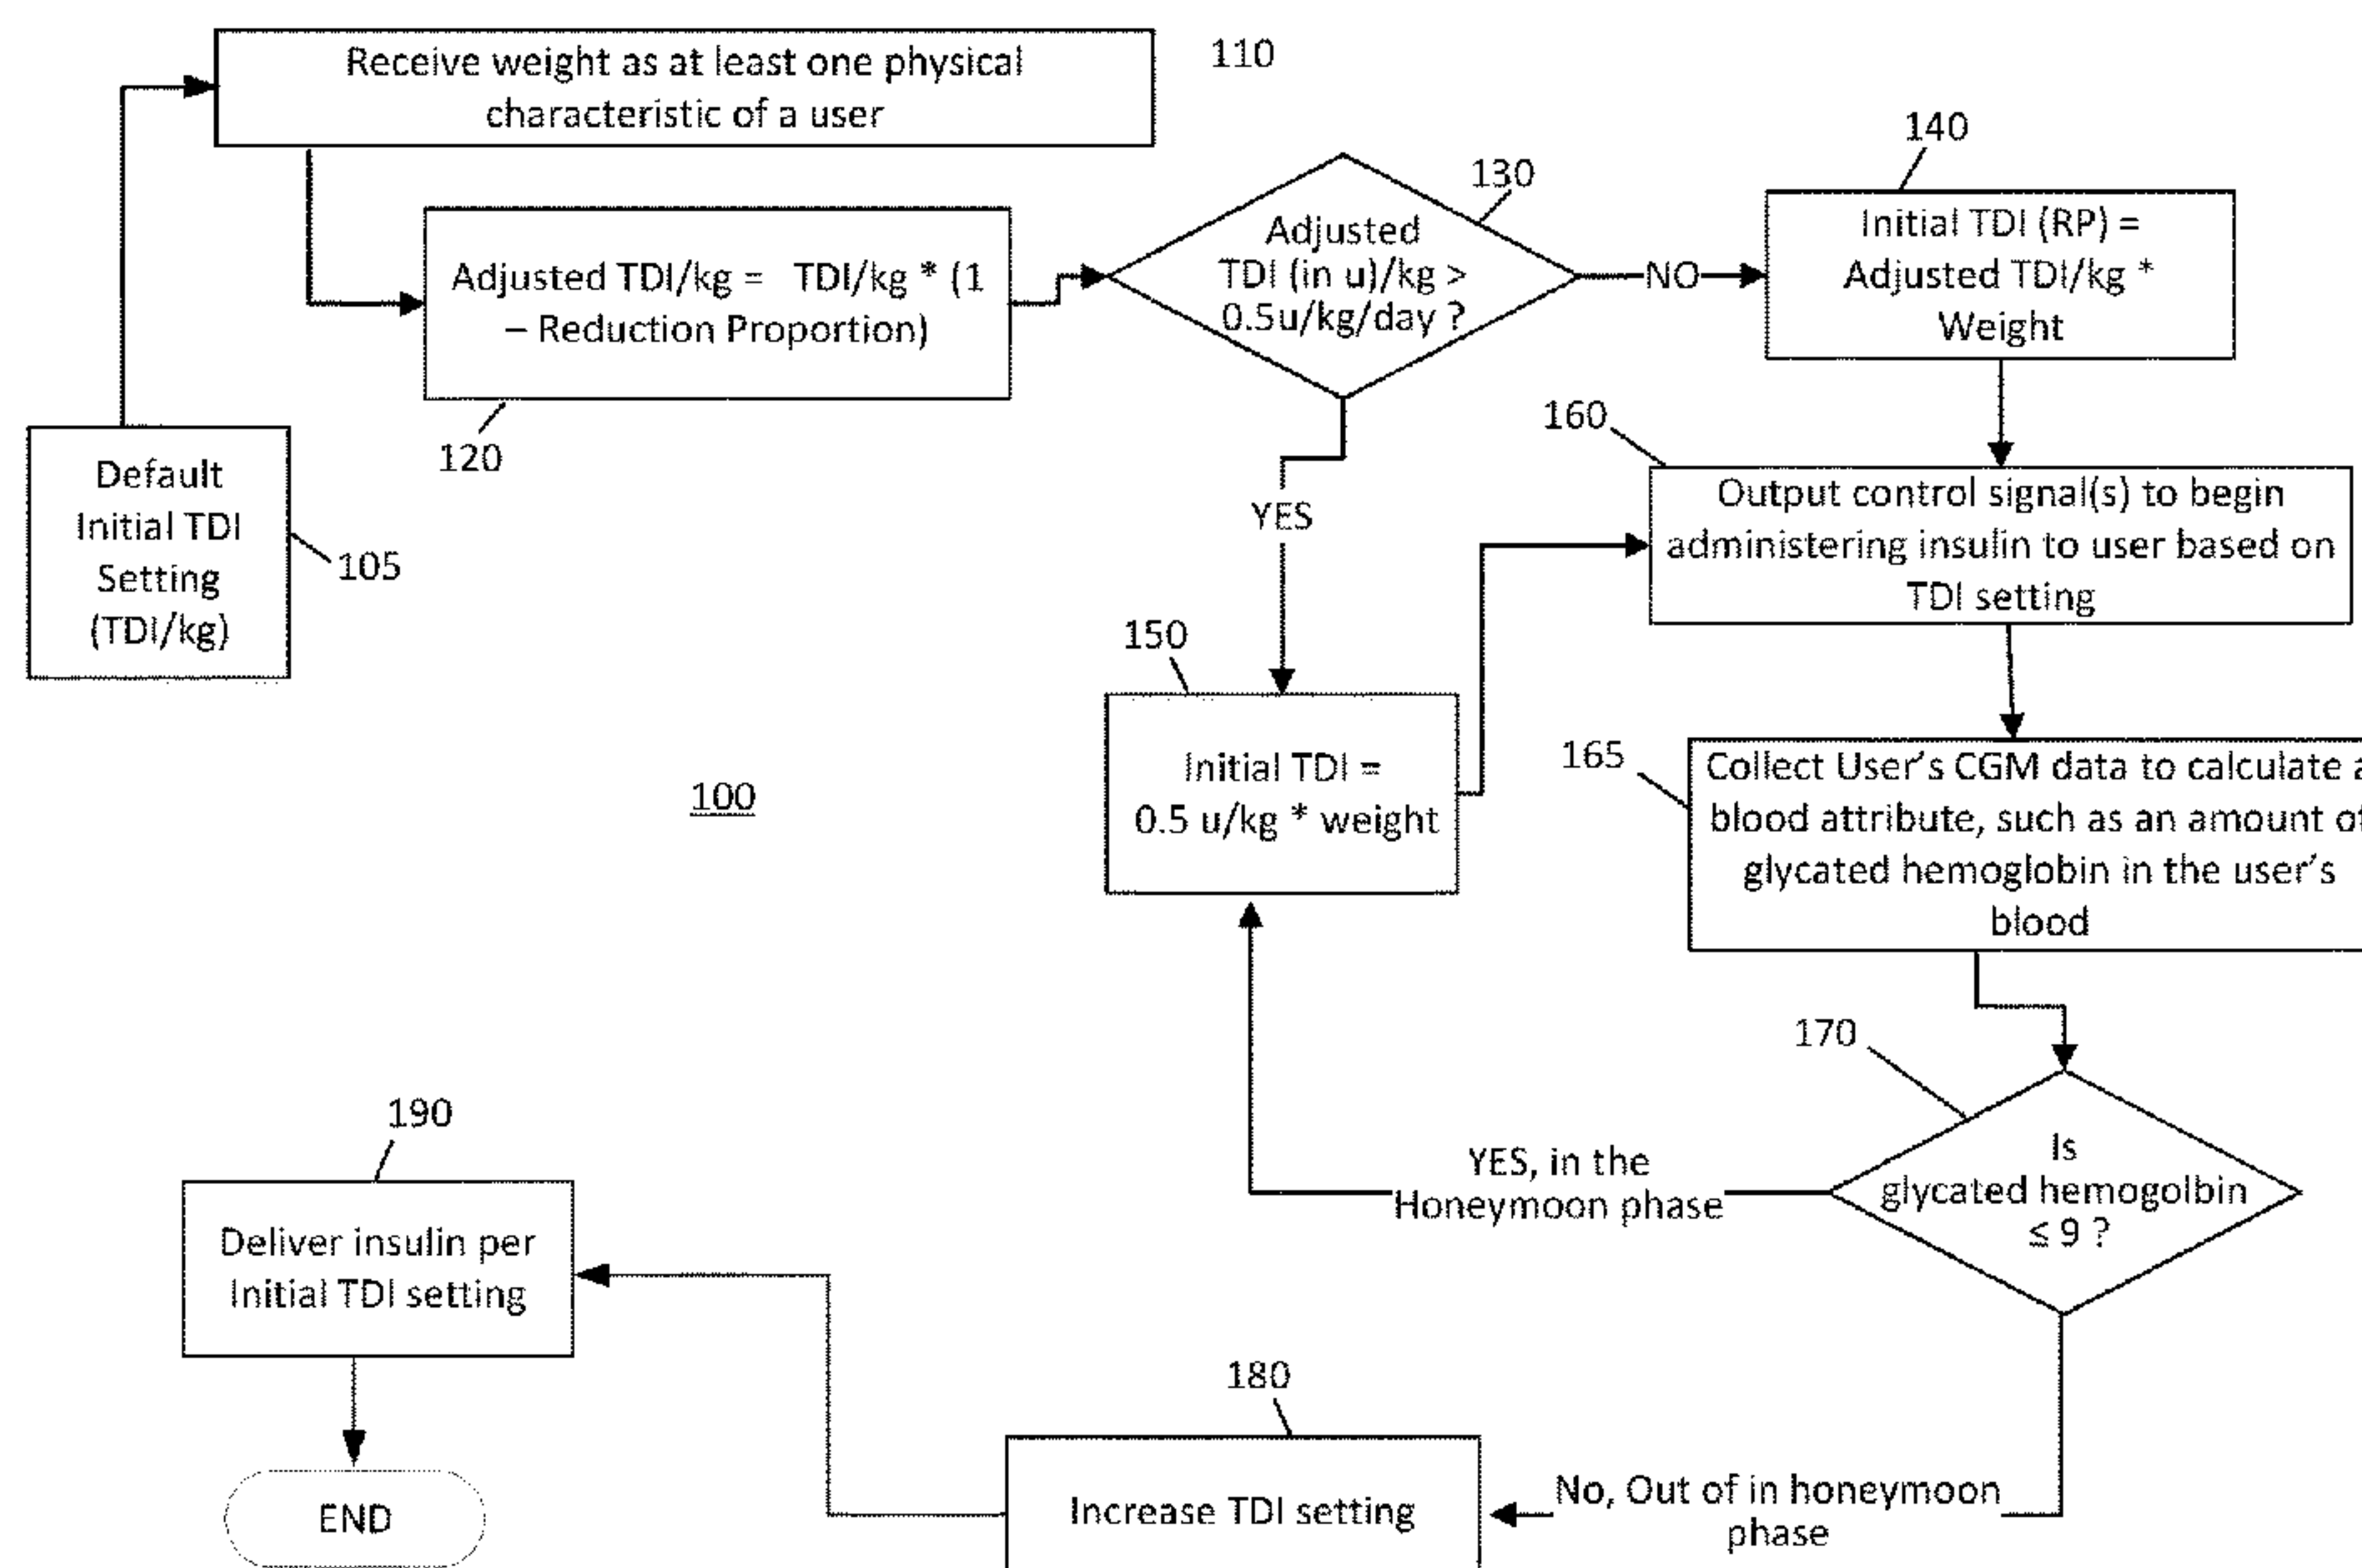 Receive weight as at least one physical
characteristic of a user
110
140
130
Adjusted TDI/kg = TDI/kg * (1
– Reduction Proportion)
120
Adjusted
TDI (in u)/kg >
0.5u/kg/day ?
NO
Initial TDI (RP) =
Adjusted TDI/kg *
Weight
Default
Initial TDI
Setting
(TDI/kg)
105
YES
160
Output control signal(s) to begin
administering insulin to user based on
TDI setting
150
Initial TDI =
0.5 u/kg * weight
100
165
Collect User's CGM data to calculate a
blood attribute, such as an amount of
glycated hemoglobin in the user's
blood
170
Is
glycated hemogolbin
≤ 9 ?
YES, in the
Honeymoon phase
190
Deliver insulin per
Initial TDI setting
180
Increase TDI setting
No, Out of in honeymoon
phase
END